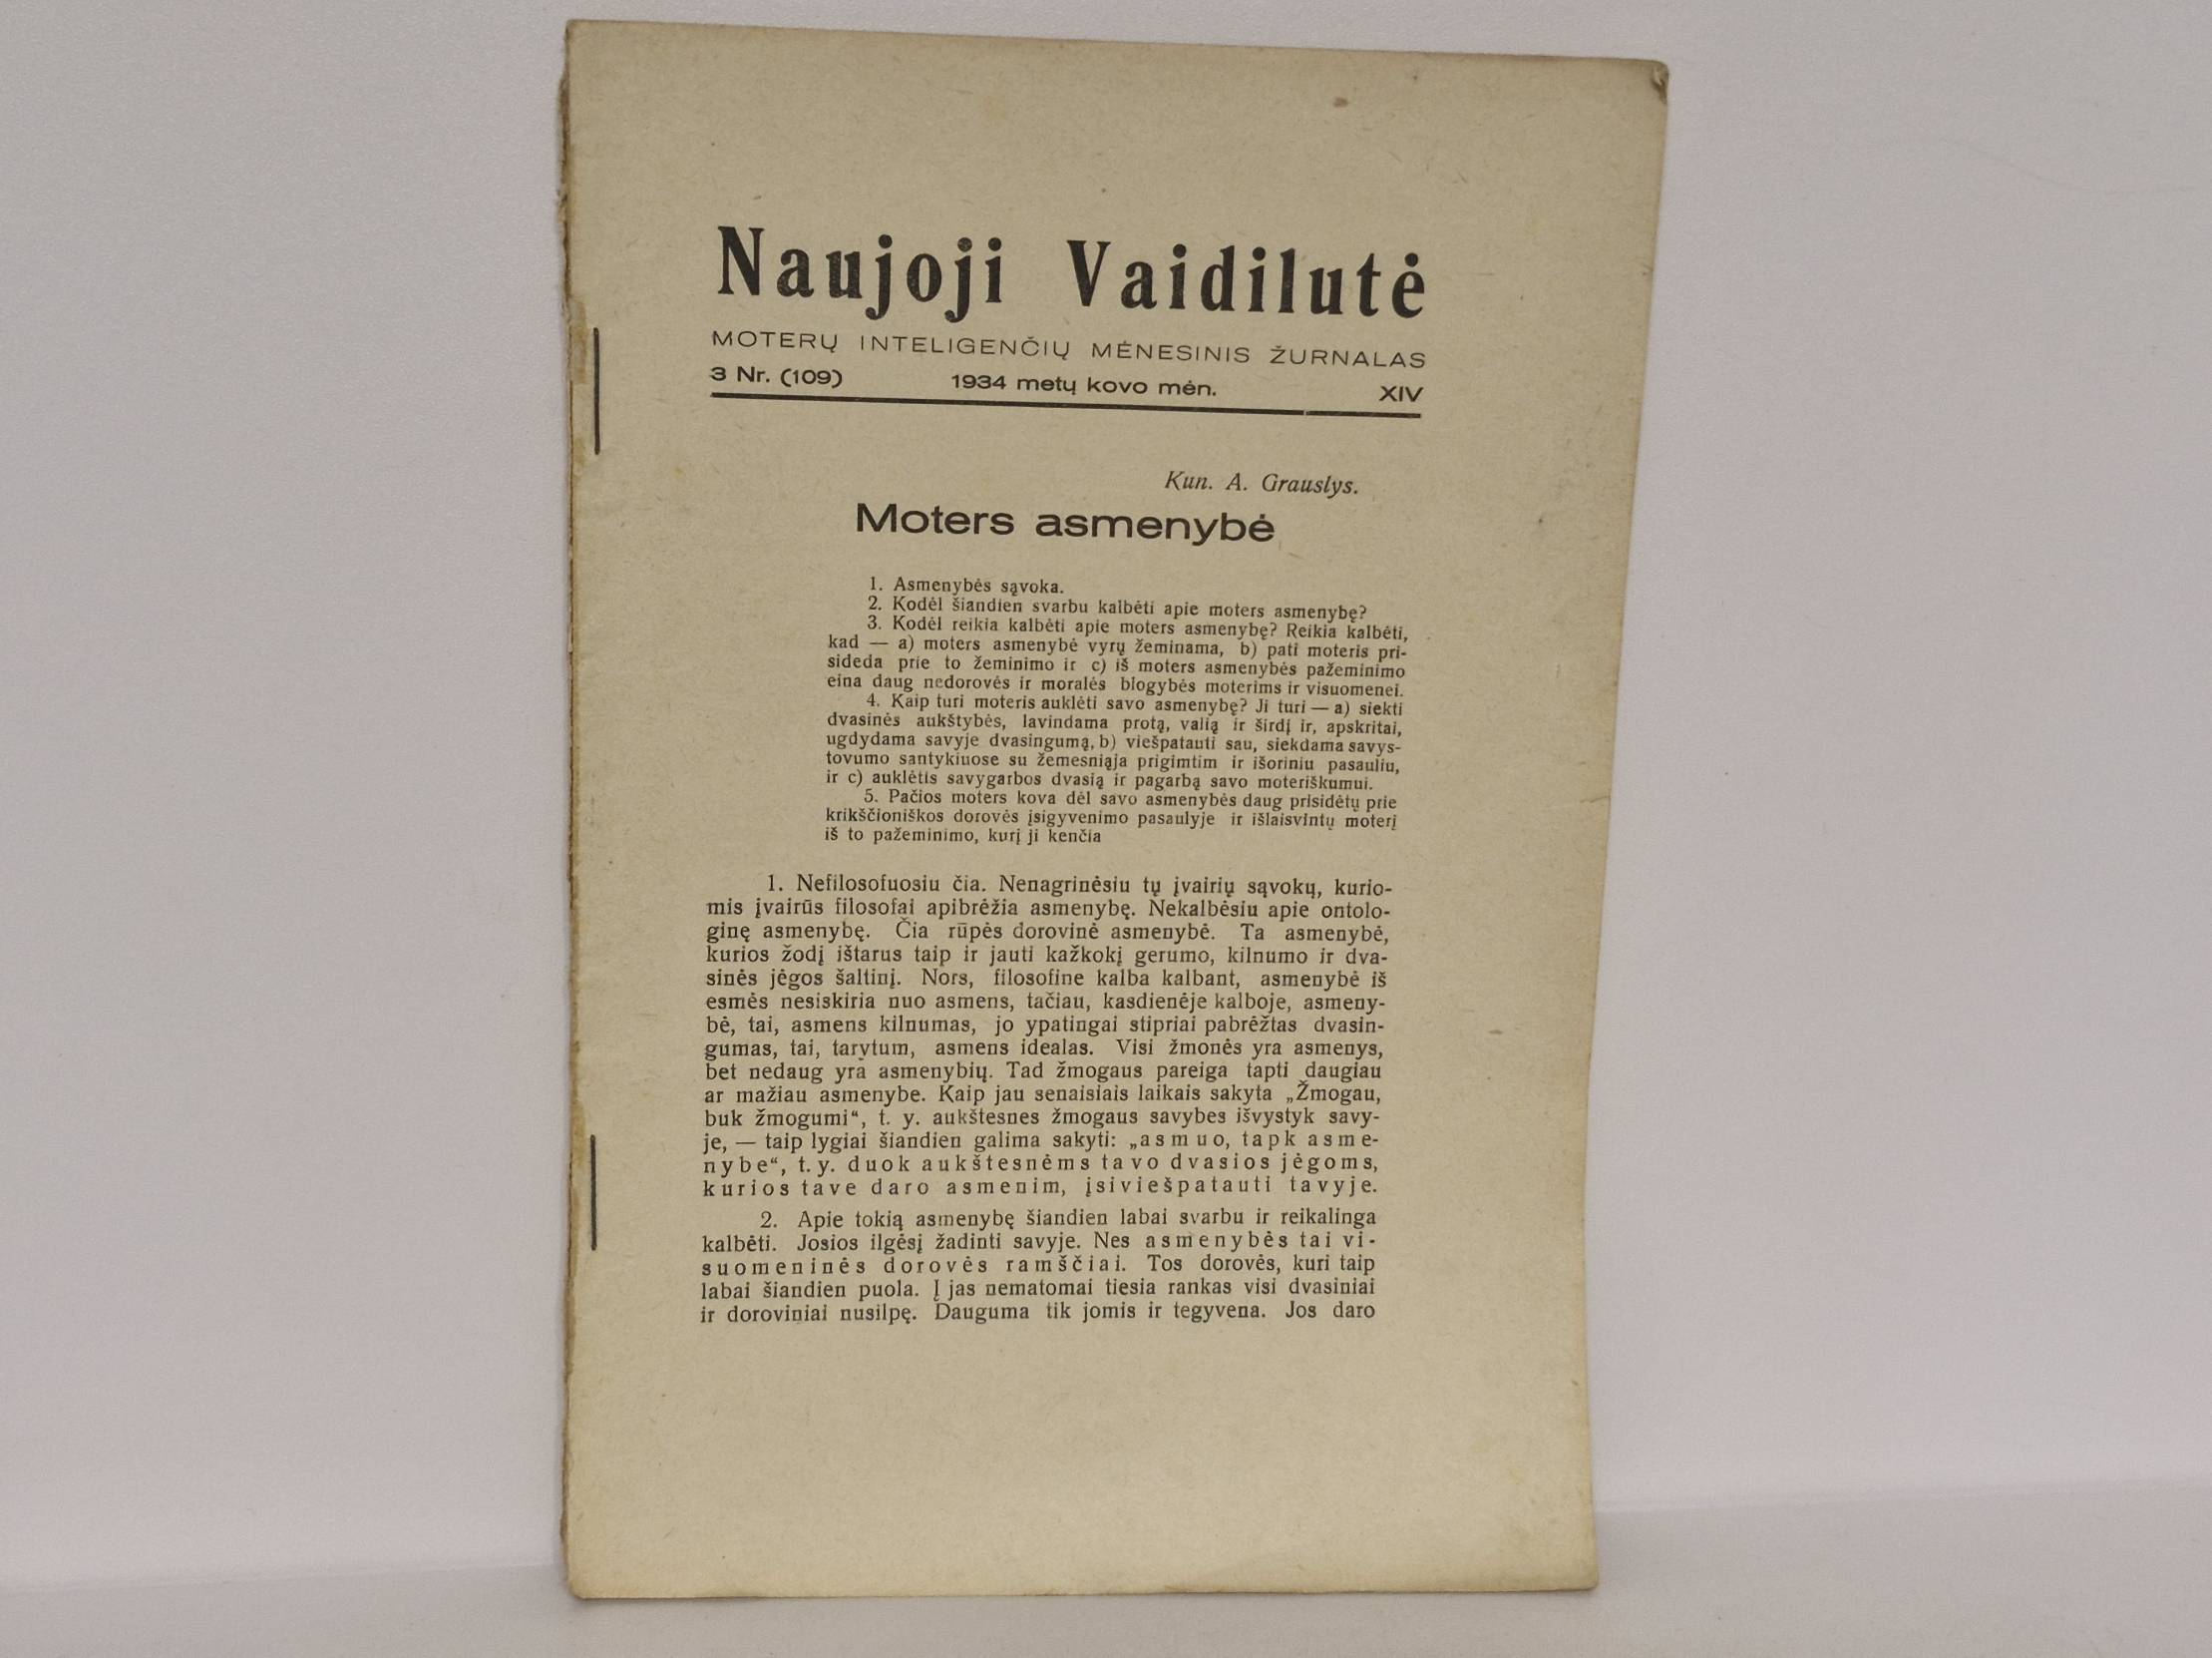 Naujoji Vaidilutė
MOTERŲ INTELIGENČIŲ MĖNESINIS ŽURNALAS
3 Nr. (109) 1934 metų kovo mėn. XIV
Kun. A. Grauslys.
Moters asmenybė
1. Asmenybės sąvoka.
2. Kodėl šiandien svarbu kalbėti apie moters asmenybę?
3. Kodėl reikia kalbėti apie moters asmenybę? Reikia kalbėti,
kad — a) moters asmenybė vyrų žeminama, b) pati moteris pri-
sideda prie to žeminimo ir c) iš moters asmenybės pažeminimo
eina daug nedorovės ir moralės blogybės moterims ir visuomenei.
4. Kaip turi moteris auklėti savo asmenybę? Ji turi — a) siekti
dvasinės aukštybės, lavindama protą, valią ir širdį ir, apskritai,
ugdydama savyje dvasingumą, b) viešpatauti sau, siekdama savys-
tovumo santykiuose su žemesniąja prigimtim ir išoriniu pasauliu,
ir c) auklėtis savygarbos dvasią ir pagarbą savo moteriškumui.
5. Pačios moters kova dėl savo asmenybės daug prisidėtų prie
krikščioniškos dorovės įsigyvenimo pasaulyje ir išlaisvintų moterį
iš to pažeminimo, kurį ji kenčia
1. Nefilosofuosiu čia. Nenagrinėsiu tų įvairių sąvokų, kurio-
mis įvairūs filosofai apibrėžia asmenybę. Nekalbėsiu apie ontolo-
ginę asmenybę. Čia rūpės dorovinė asmenybė. Ta asmenybė,
kurios žodį ištarus taip ir jauti kažkokį gerumo, kilnumo ir dva-
sinės jėgos šaltinį. Nors, filosofine kalba kalbant, asmenybė iš
esmės nesiskiria nuo asmens, tačiau, kasdienėje kalboje, asmeny-
bė, tai, asmens kilnumas, jo ypatingai stipriai pabrėžtas dvasin-
gumas, tai, tarytum, asmens idealas. Visi žmonės yra asmenys,
bet nedaug yra asmenybių. Tad žmogaus pareiga tapti daugiau
ar mažiau asmenybe. Kaip jau senaisiais laikais sakyta „Žmogau,
buk žmogumi“, t. y. aukštesnes žmogaus savybes išvystyk savy-
je, — taip lygiai šiandien galima sakyti: „asmuo, tapk asme-
nybe“, t. y. duok aukštesnėms tavo dvasios jėgoms,
kurios tave daro asmenim, įsiviešpatauti tavyje.
2. Apie tokią asmenybę šiandien labai svarbu ir reikalinga
kalbėti. Josios ilgėsį žadinti savyje. Nes asmenybės tai vi-
suomeninės dorovės ramščiai. Tos dorovės, kuri taip
labai šiandien puola. Į jas nematomai tiesia rankas visi dvasiniai
ir doroviniai nusilpę. Dauguma tik jomis ir tegyvena. Jos daro